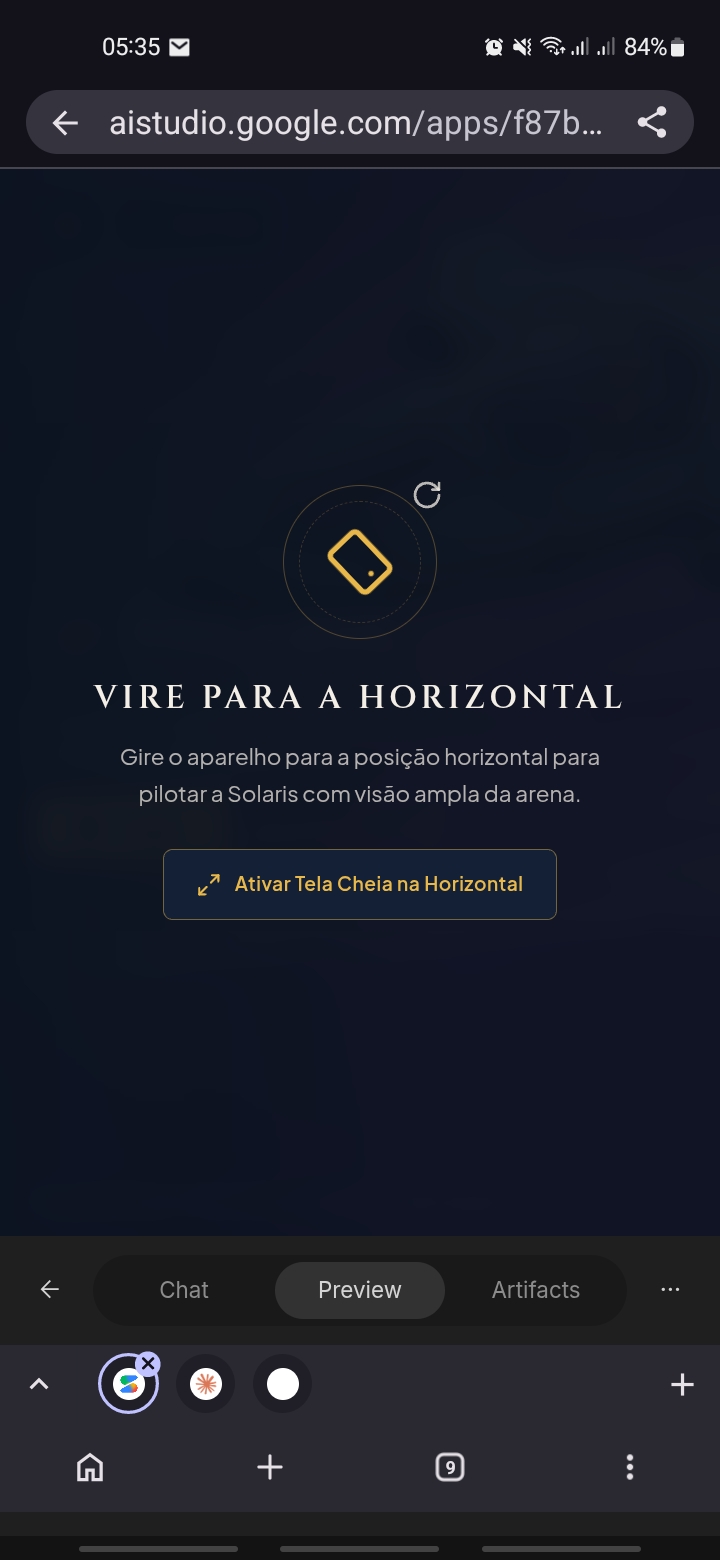 05:35
84%
aistudio.google.com/apps/f87b...
VIRE PARA A HORIZONTAL
Gire o aparelho para a posição horizontal para
pilotar a Solaris com visão ampla da arena.
Ativar Tela Cheia na Horizontal
Chat
Preview
Artifacts
9